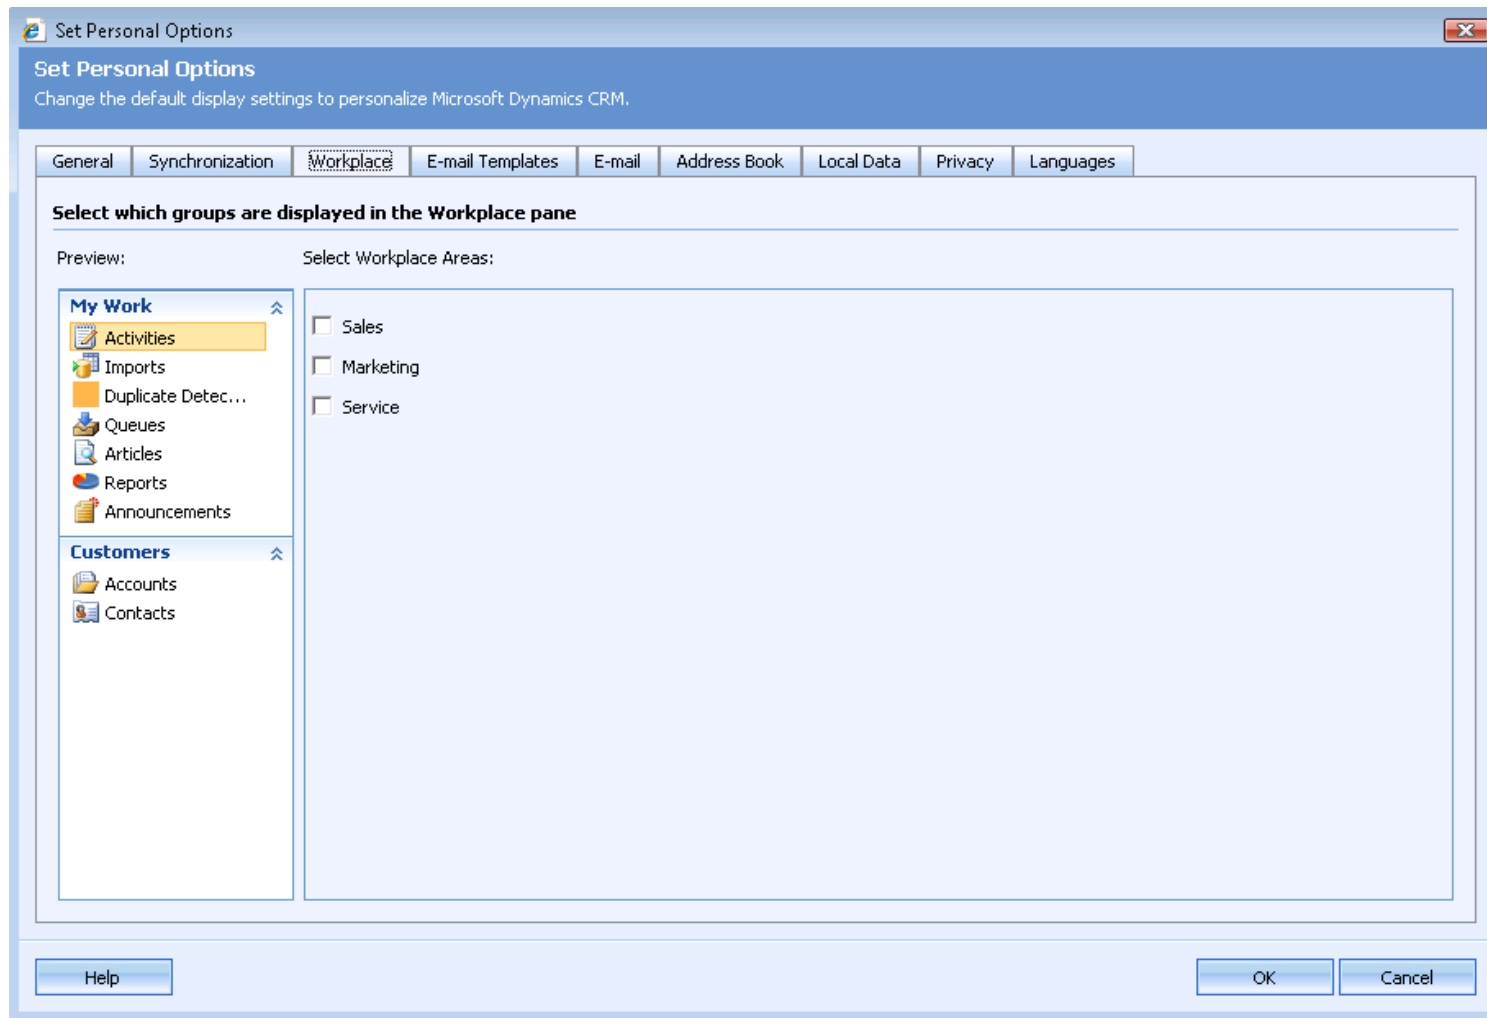 Set Personal Options
Set Personal Options
Change the default display settings to personalize Microsoft Dynamics CRM.
General Synchronization Workplace E-mail Templates E-mail Address Book Local Data Privacy Languages
Select which groups are displayed in the Workplace pane
Preview: Select Workplace Areas:
My Work
Activities
Imports
Duplicate Detec...
Queues
Articles
Reports
Announcements
Customers
Accounts
Contacts
Sales
Marketing
Service
Help OK Cancel